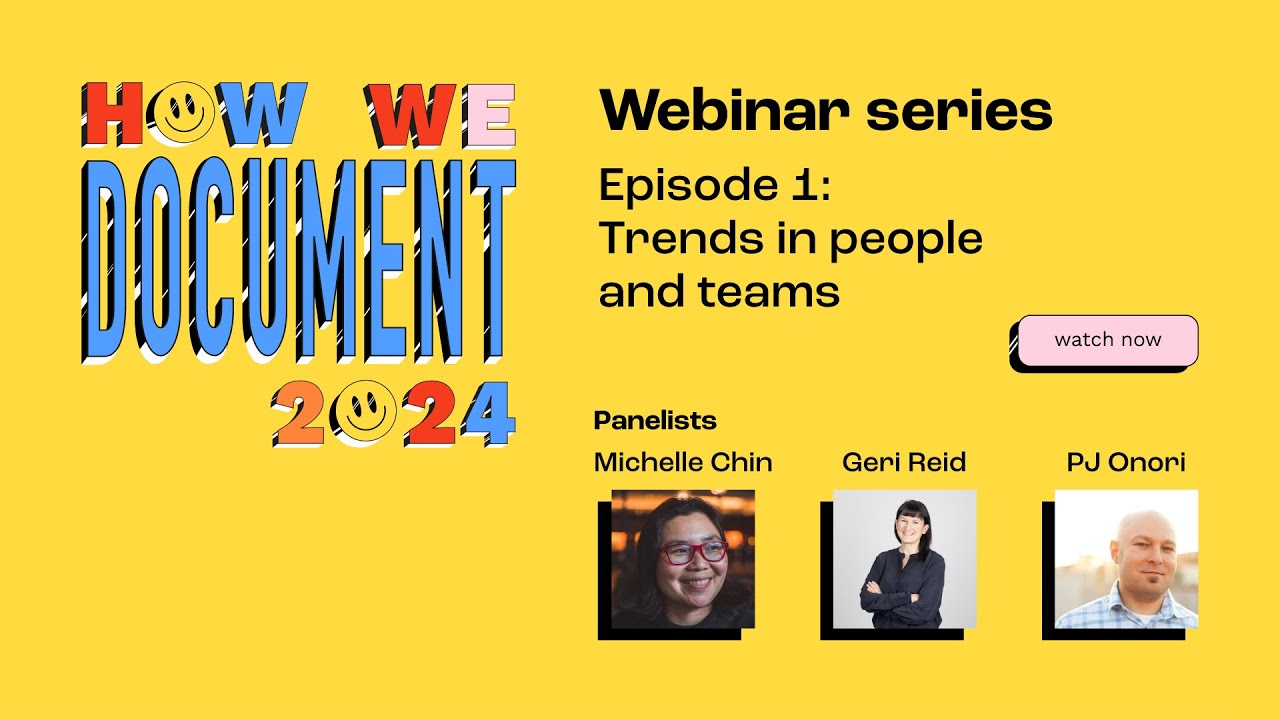 HOW WE
DOCUMENT
2024
Webinar series
Episode 1:
Trends in people
and teams
watch now
Panelists
Michelle Chin
Geri Reid
PJ Onori